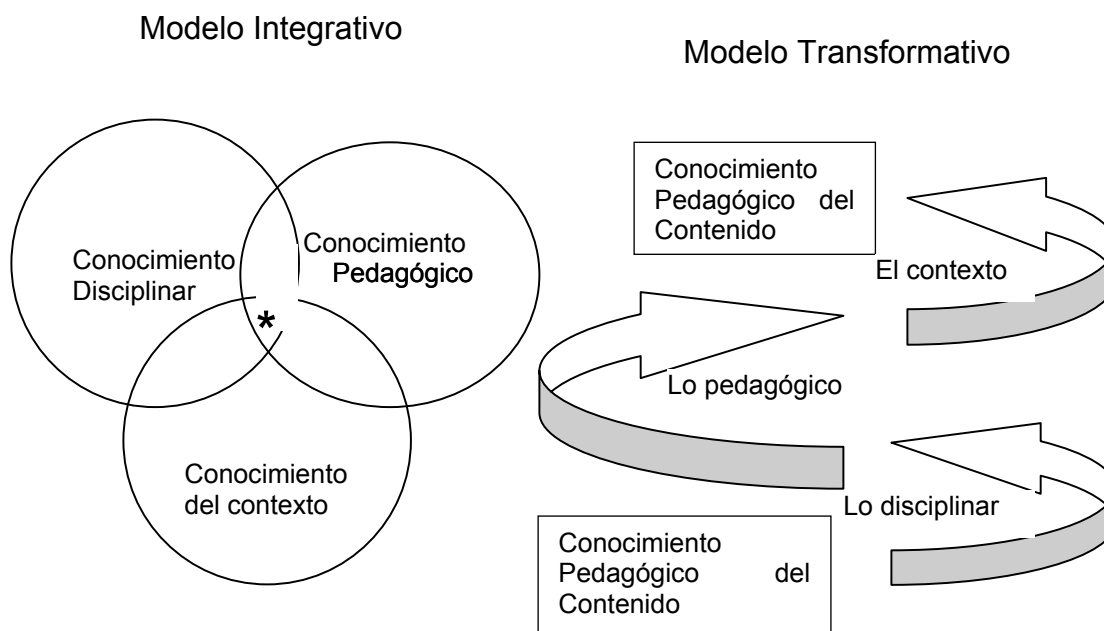 Modelo Integrativo
Conocimiento
Disciplinar
Conocimiento
Pedagógico
*
Conocimiento
del contexto
Modelo Transformativo
Conocimiento
Pedagógico del
Contenido
El contexto
Lo pedagógico
Lo disciplinar
Conocimiento
Pedagógico del
Contenido